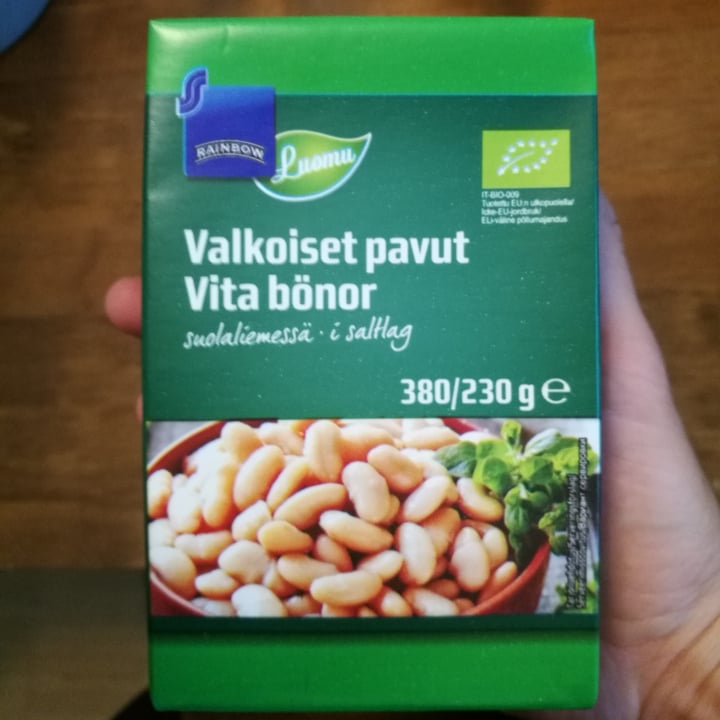 RAINBOW
Luomu
IT-BIO-009
Tuotettu EU:n ulkopuolella/
Icke-EU-jordbruk/
EL-i-väline põllumajandus
Valkoiset pavut
Vita bönor
suolaliemessä · i saltlag
380/230 g e